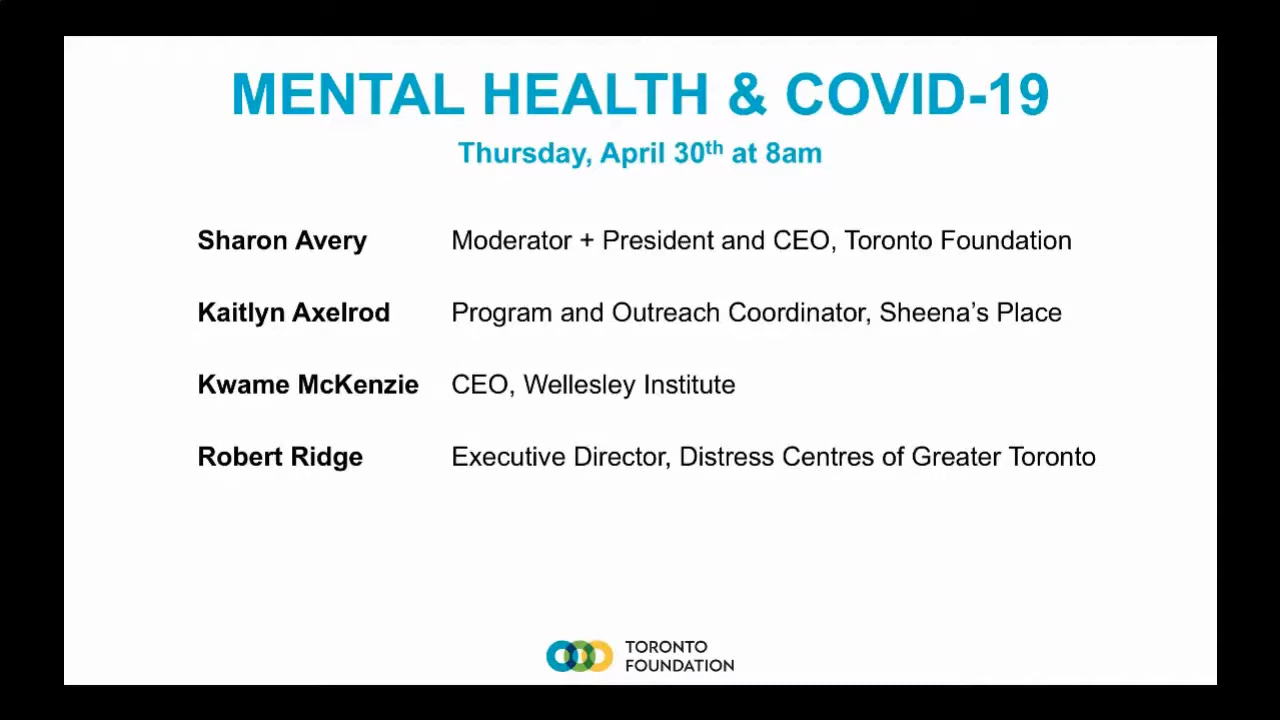 MENTAL HEALTH & COVID-19
Thursday, April 30th at 8am
Sharon Avery Moderator + President and CEO, Toronto Foundation
Kaitlyn Axelrod Program and Outreach Coordinator, Sheena’s Place
Kwame McKenzie CEO, Wellesley Institute
Robert Ridge Executive Director, Distress Centres of Greater Toronto
TORONTO
FOUNDATION